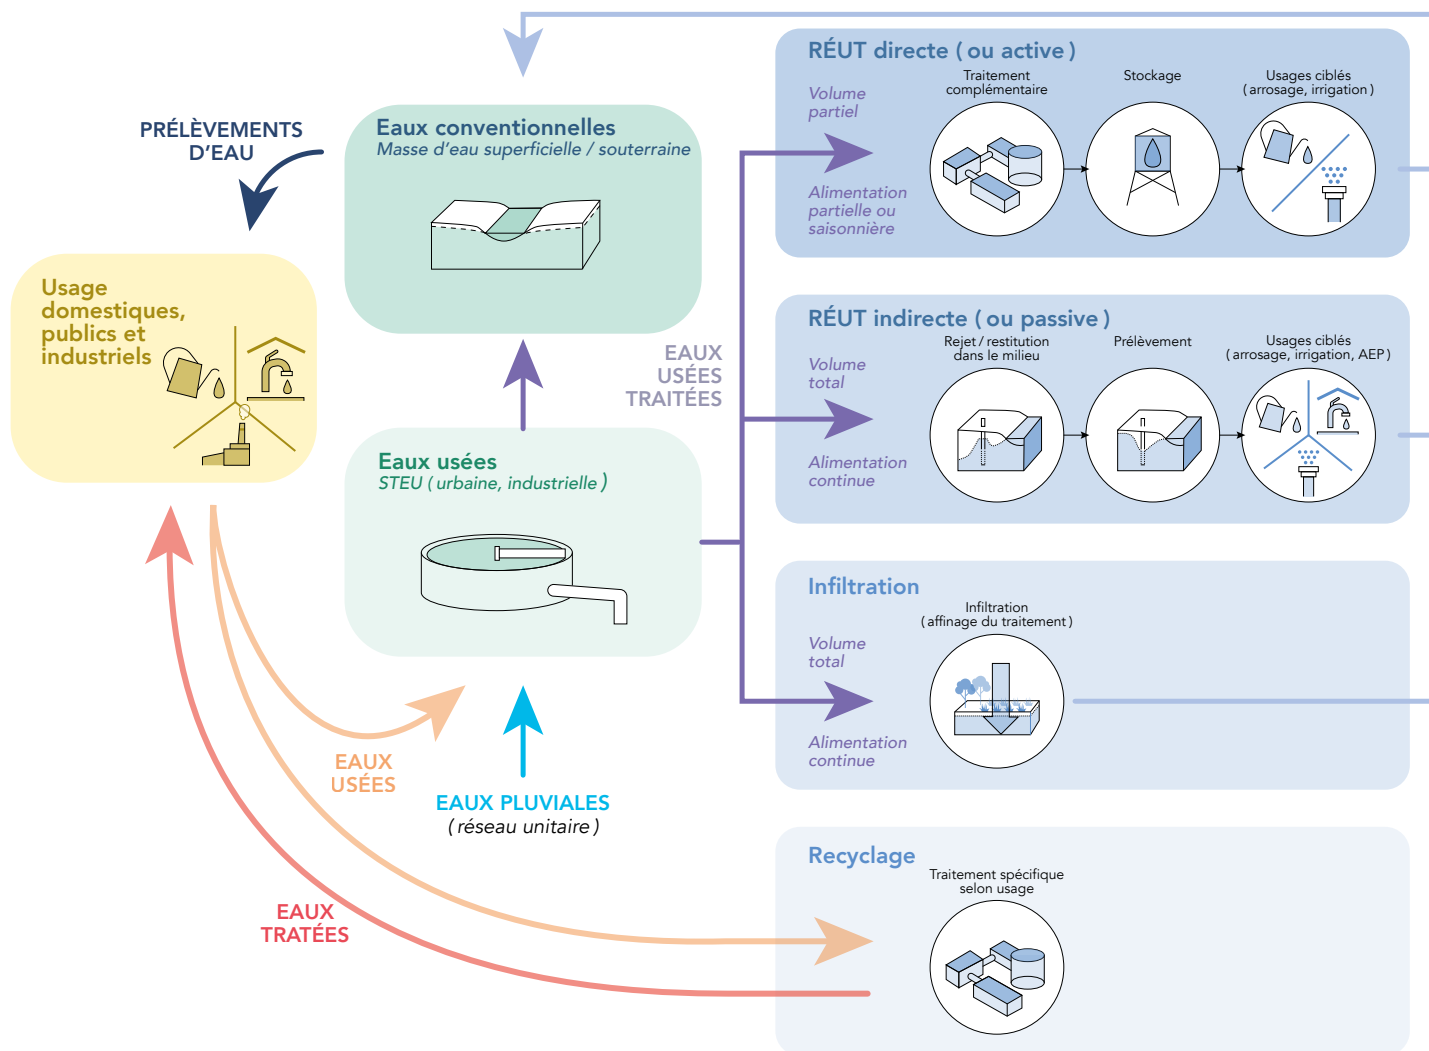 PRÉLÈVEMENTS
D’EAU
Eaux conventionnelles
Masse d’eau superficielle / souterraine
Usage
domestiques,
publics et
industriels
EAUX
USÉES
TRAITÉES
Eaux usées
STEU ( urbaine, industrielle )
EAUX
USÉES
EAUX PLUVIALES
( réseau unitaire )
EAUX
TRATÉES
RÉUT directe ( ou active )
Volume
partiel
Alimentation
partielle ou
saisonnière
Traitement
complémentaire
Stockage
Usages ciblés
( arrosage, irrigation )
RÉUT indirecte ( ou passive )
Volume
total
Alimentation
continue
Rejet / restitution
dans le milieu
Prélèvement
Usages ciblés
( arrosage, irrigation, AEP )
Infiltration
Volume
total
Alimentation
continue
Infiltration
( affinage du traitement )
Recyclage
Traitement spécifique
selon usage